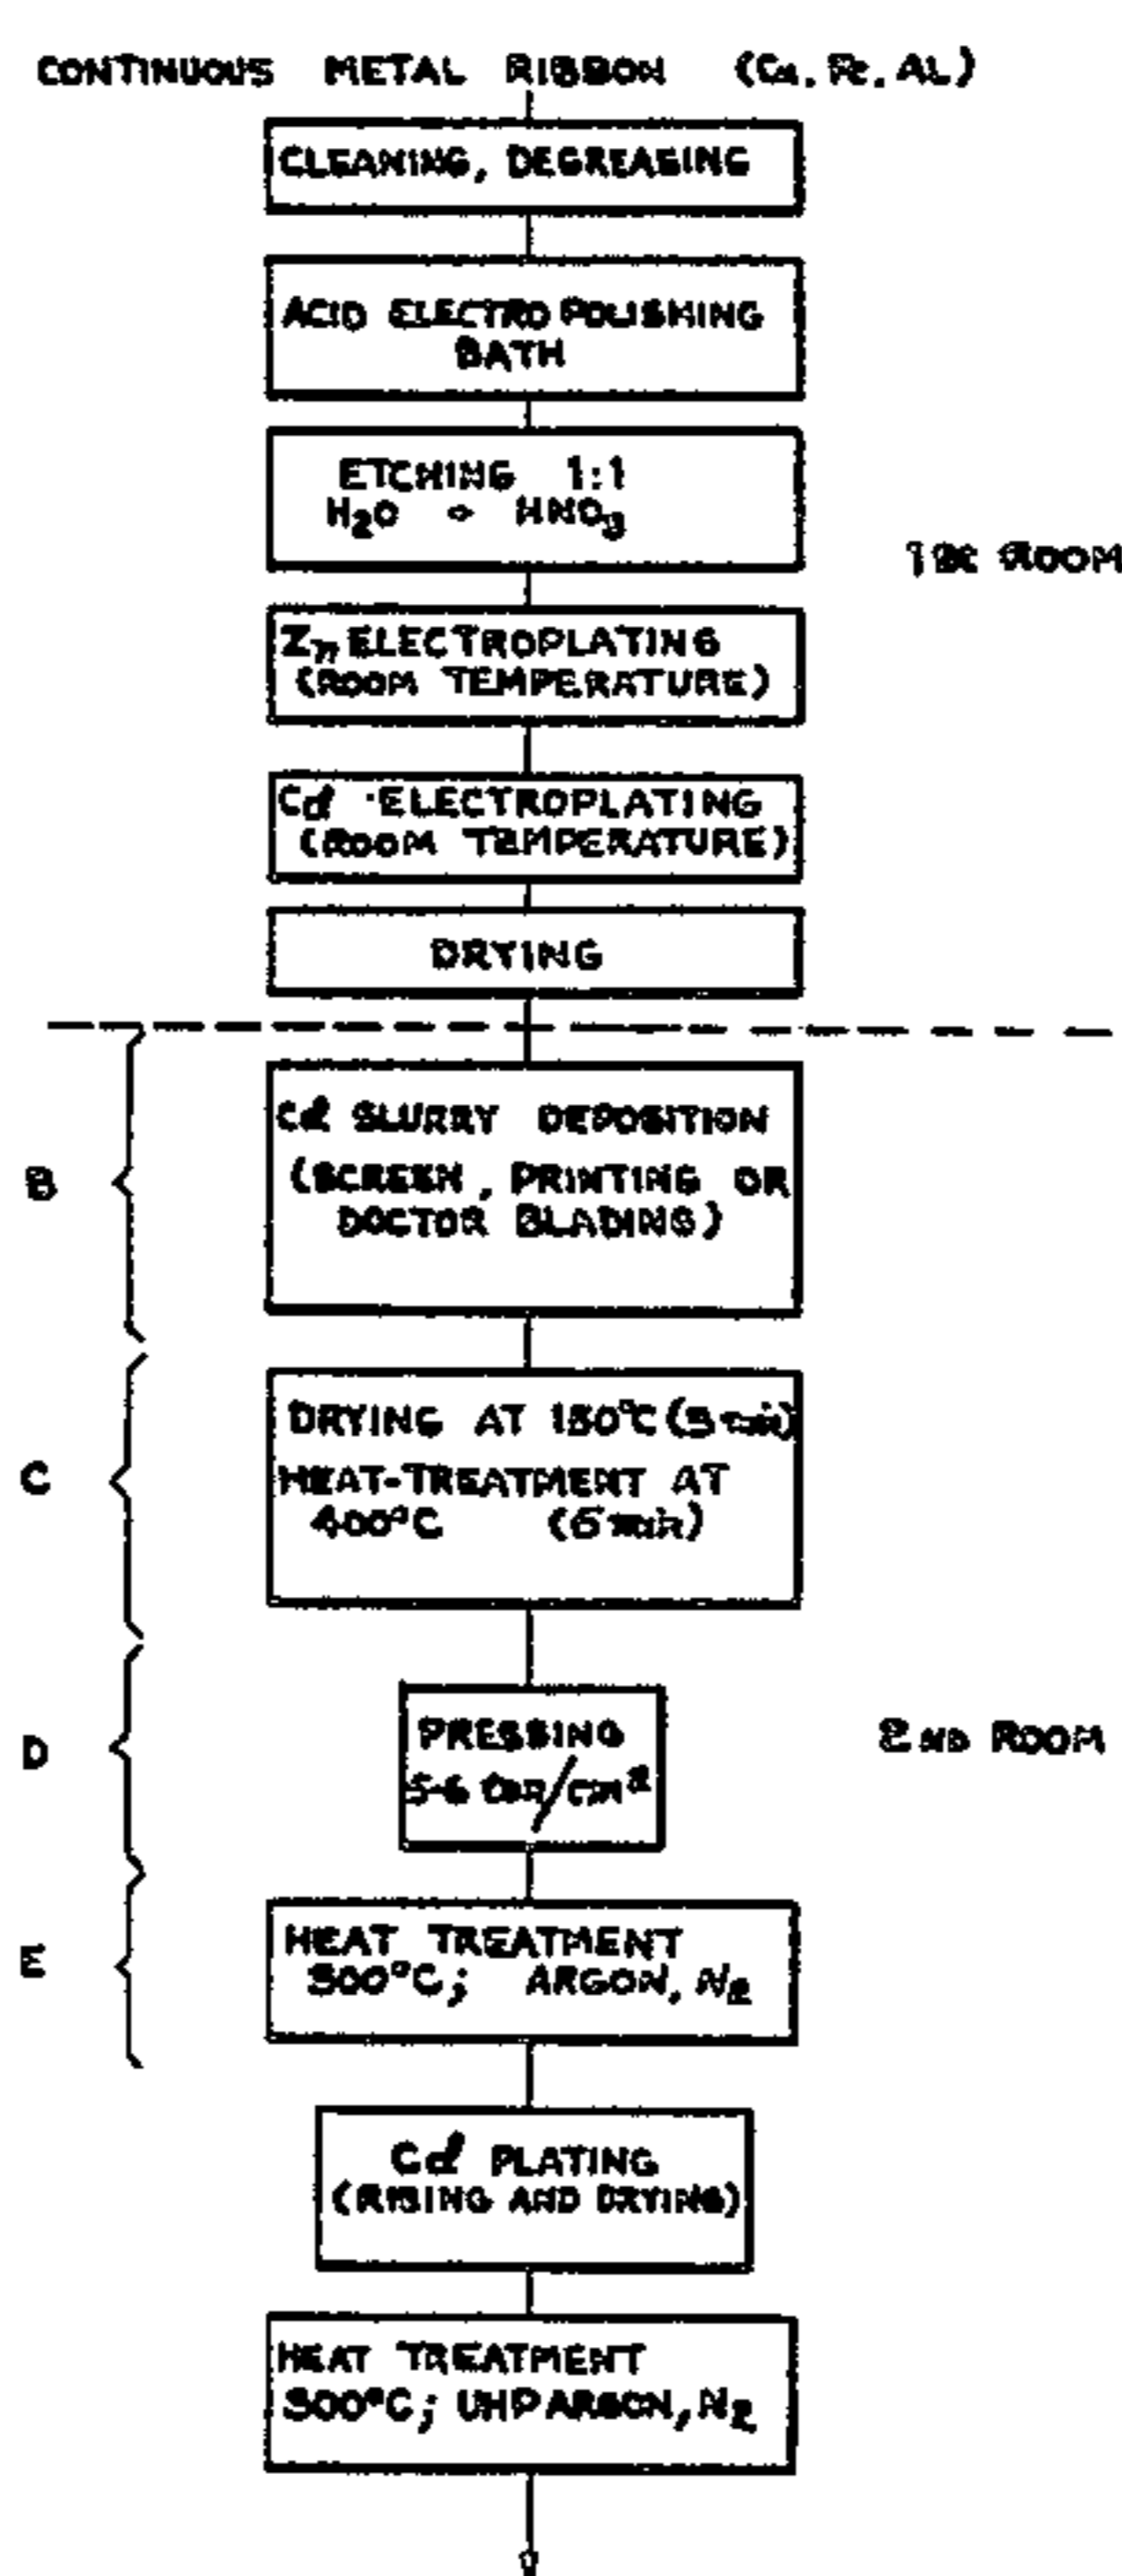 CONTINUOUS METAL RIBBON (Cu. Fe. AL)
CLEANING, DEGREASING
ACID ELECTRO POLISHING
BATH
ETCHING 1:1
H₂O HNO₃
1st ROOM
Zn ELECTROPLATING
(ROOM TEMPERATURE)
Cd ELECTROPLATING
(ROOM TEMPERATURE)
DRYING
B
Cd SLURRY DEPOSITION
(SCREEN, PRINTING OR
DOCTOR BLADING)
C
DRYING AT 150°C (5 min)
HEAT-TREATMENT AT
400°C (5 min)
D
PRESSING
5-6 ton/cm²
2ND ROOM
E
HEAT TREATMENT
500°C; ARGON, N₂
Cd PLATING
(RISING AND DRYING)
HEAT TREATMENT
500°C; UHP ARGON, N₂